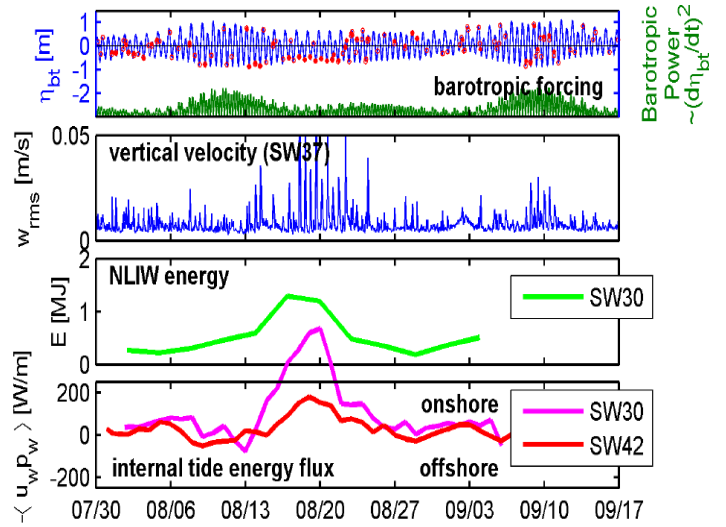 1
0
-1
-2
η_bt [m]
barotropic forcing
Barotropic
Power
~(dη_bt/dt)^2
0.05
0
w_rms [m/s]
vertical velocity (SW37)
2
1
0
E [MJ]
NLIW energy
SW30
200
0
-200
-⟨ u_w p_w ⟩ [W/m]
onshore
SW30
SW42
internal tide energy flux
offshore
07/30 08/06 08/13 08/20 08/27 09/03 09/10 09/17